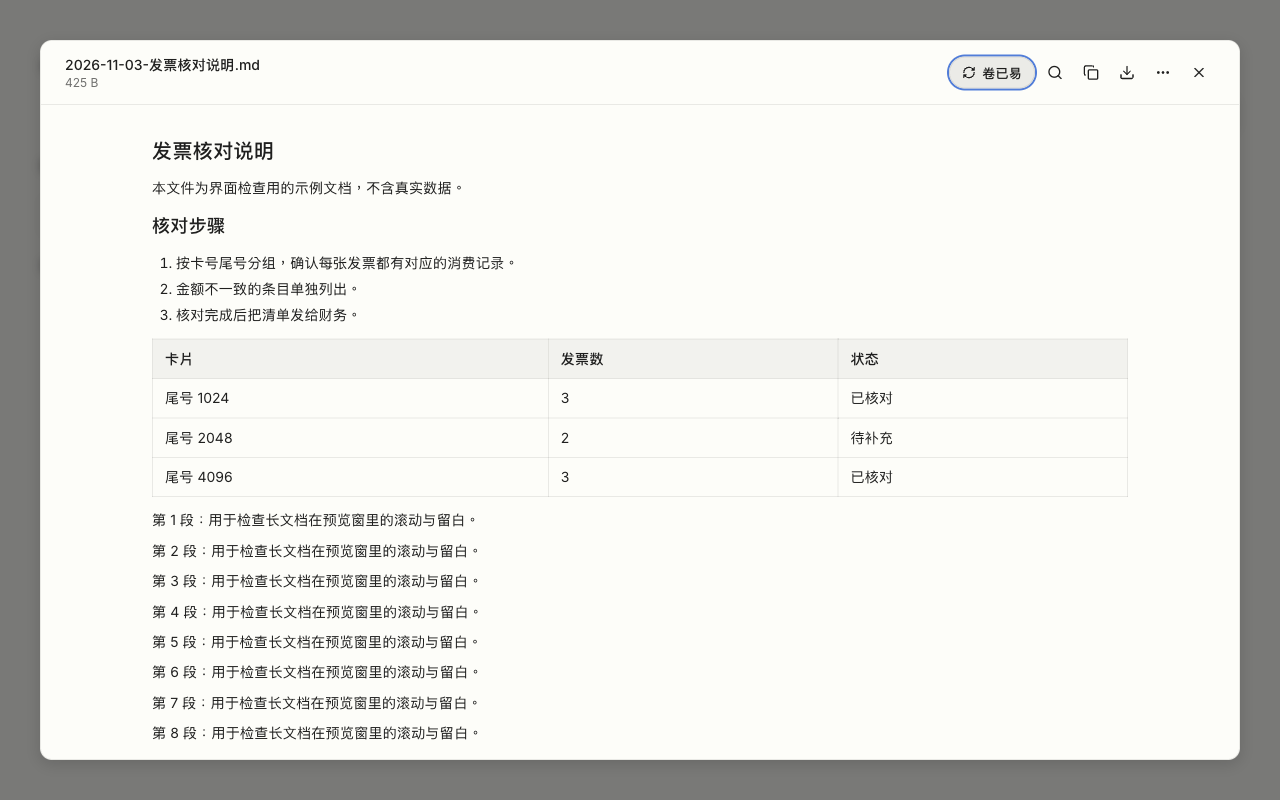 2026-11-03-发票核对说明.md
425 B
卷已易
发票核对说明
本文件为界面检查用的示例文档，不含真实数据。
核对步骤
1. 按卡号尾号分组，确认每张发票都有对应的消费记录。
2. 金额不一致的条目单独列出。
3. 核对完成后把清单发给财务。
卡片 发票数 状态
尾号 1024 3 已核对
尾号 2048 2 待补充
尾号 4096 3 已核对
第 1 段：用于检查长文档在预览窗里的滚动与留白。
第 2 段：用于检查长文档在预览窗里的滚动与留白。
第 3 段：用于检查长文档在预览窗里的滚动与留白。
第 4 段：用于检查长文档在预览窗里的滚动与留白。
第 5 段：用于检查长文档在预览窗里的滚动与留白。
第 6 段：用于检查长文档在预览窗里的滚动与留白。
第 7 段：用于检查长文档在预览窗里的滚动与留白。
第 8 段：用于检查长文档在预览窗里的滚动与留白。